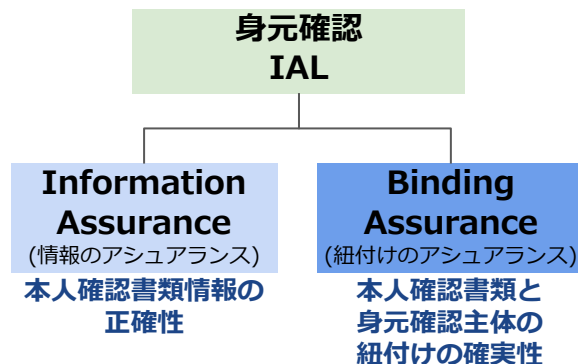 身元確認
IAL
Information
Assurance
(情報のアシュアランス)
本人確認書類情報の
正確性
Binding
Assurance
(紐付けのアシュアランス)
本人確認書類と
身元確認主体の
紐付けの確実性